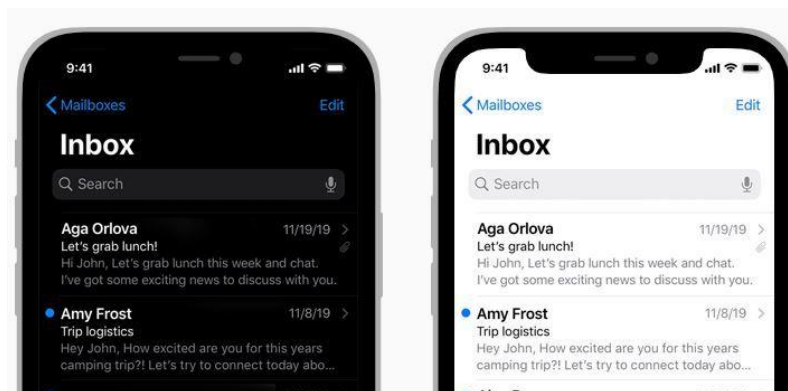 9:41
Mailboxes Edit
Inbox
Search
Aga Orlova 11/19/19
Let's grab lunch!
Hi John, Let's grab lunch this week and chat.
I've got some exciting news to discuss with you.
Amy Frost 11/8/19
Trip logistics
Hey John, How excited are you for this years
camping trip?! Let's try to connect today abo...
9:41
Mailboxes Edit
Inbox
Search
Aga Orlova 11/19/19
Let's grab lunch!
Hi John, Let's grab lunch this week and chat.
I've got some exciting news to discuss with you.
Amy Frost 11/8/19
Trip logistics
Hey John, How excited are you for this years
camping trip?! Let's try to connect today abo...